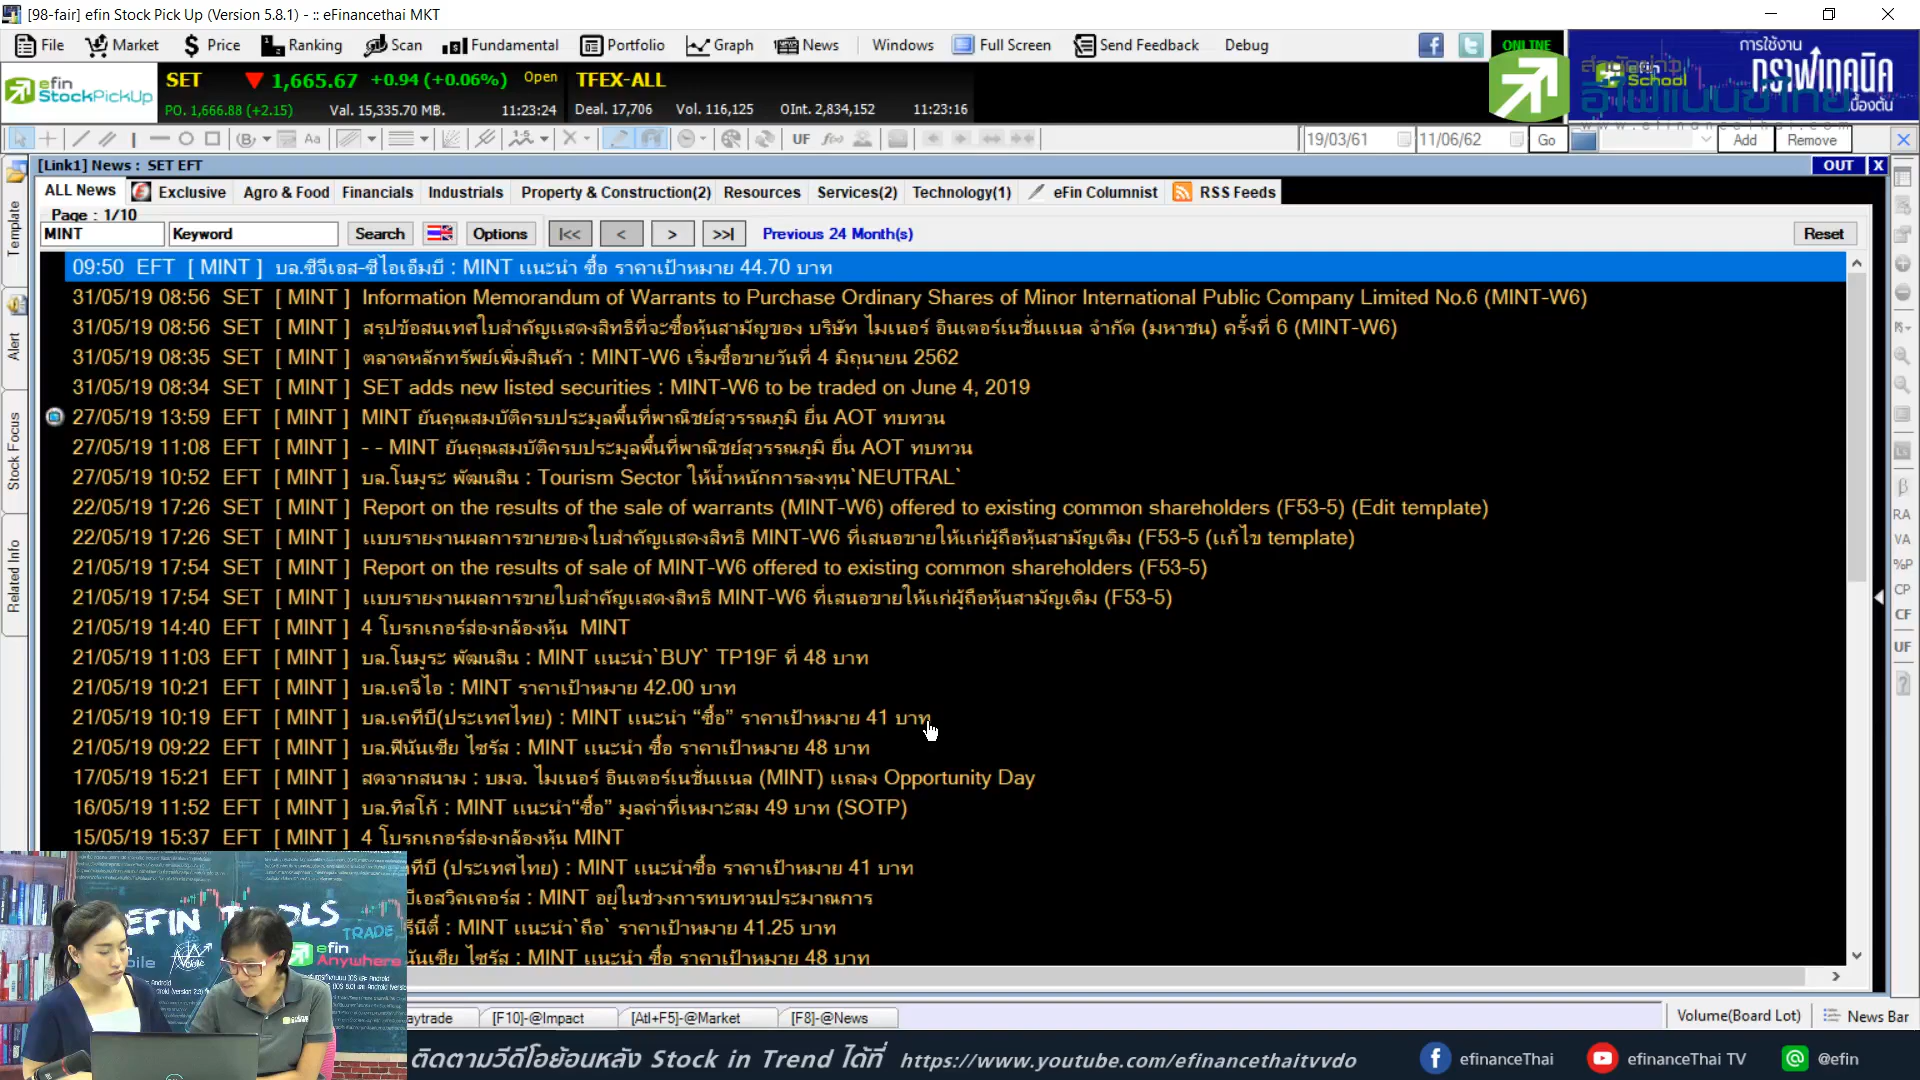 [98-fair] efin Stock Pick Up (Version 5.8.1) - :: eFinancethai MKT
File Market Price Ranking Scan Fundamental Portfolio Graph News Windows Full Screen Send Feedback Debug
ONLINE
การใช้งาน
กราฟเทคนิค
เบื้องต้น
efin School
efin StockPickUp
SET 1,665.67 +0.94 (+0.06%) Open TFEX-ALL
PO. 1,666.88 (+2.15) Val. 15,335.70 MB. 11:23:24 Deal. 17,706 Vol. 116,125 OInt. 2,834,152 11:23:16
UF 19/03/61 11/06/62 Go Add Remove
[Link1] News : SET EFT OUT X
ALL News Exclusive Agro & Food Financials Industrials Property & Construction(2) Resources Services(2) Technology(1) eFin Columnist RSS Feeds
Page : 1/10
MINT Keyword Search Options |<< < > >>| Previous 24 Month(s) Reset
09:50 EFT [ MINT ] บล.ซีจีเอส-ซีไอเอ็มบี : MINT แนะนำ ซื้อ ราคาเป้าหมาย 44.70 บาท
31/05/19 08:56 SET [ MINT ] Information Memorandum of Warrants to Purchase Ordinary Shares of Minor International Public Company Limited No.6 (MINT-W6)
31/05/19 08:56 SET [ MINT ] สรุปข้อสนเทศใบสำคัญแสดงสิทธิที่จะซื้อหุ้นสามัญของ บริษัท ไมเนอร์ อินเตอร์เนชั่นแนล จำกัด (มหาชน) ครั้งที่ 6 (MINT-W6)
31/05/19 08:35 SET [ MINT ] ตลาดหลักทรัพย์เพิ่มสินค้า : MINT-W6 เริ่มซื้อขายวันที่ 4 มิถุนายน 2562
31/05/19 08:34 SET [ MINT ] SET adds new listed securities : MINT-W6 to be traded on June 4, 2019
27/05/19 13:59 EFT [ MINT ] MINT ยันคุณสมบัติครบประมูลพื้นที่พาณิชย์สุวรรณภูมิ ยื่น AOT ทบทวน
27/05/19 11:08 EFT [ MINT ] - - MINT ยันคุณสมบัติครบประมูลพื้นที่พาณิชย์สุวรรณภูมิ ยื่น AOT ทบทวน
27/05/19 10:52 EFT [ MINT ] บล.โนมูระ พัฒนสิน : Tourism Sector ให้น้ำหนักการลงทุน`NEUTRAL`
22/05/19 17:26 SET [ MINT ] Report on the results of the sale of warrants (MINT-W6) offered to existing common shareholders (F53-5) (Edit template)
22/05/19 17:26 SET [ MINT ] แบบรายงานผลการขายของใบสำคัญแสดงสิทธิ MINT-W6 ที่เสนอขายให้แก่ผู้ถือหุ้นสามัญเดิม (F53-5 (แก้ไข template)
21/05/19 17:54 SET [ MINT ] Report on the results of sale of MINT-W6 offered to existing common shareholders (F53-5)
21/05/19 17:54 SET [ MINT ] แบบรายงานผลการขายใบสำคัญแสดงสิทธิ MINT-W6 ที่เสนอขายให้แก่ผู้ถือหุ้นสามัญเดิม (F53-5)
21/05/19 14:40 EFT [ MINT ] 4 โบรกเกอร์ส่องกล้องหุ้น MINT
21/05/19 11:03 EFT [ MINT ] บล.โนมูระ พัฒนสิน : MINT แนะนำ`BUY` TP19F ที่ 48 บาท
21/05/19 10:21 EFT [ MINT ] บล.เคจีไอ : MINT ราคาเป้าหมาย 42.00 บาท
21/05/19 10:19 EFT [ MINT ] บล.เคทีบี(ประเทศไทย) : MINT แนะนำ “ซื้อ” ราคาเป้าหมาย 41 บาท
21/05/19 09:22 EFT [ MINT ] บล.ฟินันเซีย ไซรัส : MINT แนะนำ ซื้อ ราคาเป้าหมาย 48 บาท
17/05/19 15:21 EFT [ MINT ] สดจากสนาม : บมจ. ไมเนอร์ อินเตอร์เนชั่นแนล (MINT) แถลง Opportunity Day
16/05/19 11:52 EFT [ MINT ] บล.ทิสโก้ : MINT แนะนำ“ซื้อ” มูลค่าที่เหมาะสม 49 บาท (SOTP)
15/05/19 15:37 EFT [ MINT ] 4 โบรกเกอร์ส่องกล้องหุ้น MINT
ทีบี (ประเทศไทย) : MINT แนะนำซื้อ ราคาเป้าหมาย 41 บาท
บีเอสวิคเคอร์ส : MINT อยู่ในช่วงการทบทวนประมาณการ
รีนีตี้ : MINT แนะนำ`ถือ` ราคาเป้าหมาย 41.25 บาท
นันเซีย ไซรัส : MINT แนะนำ ซื้อ ราคาเป้าหมาย 48 บาท
Template
Alert
Stock Focus
Related Info
RA
VA
%P
CP
CF
UF
EFIN TOOLS
TRADE
efin Anywhere
aytrade [F10]-@Impact [Atl+F5]-@Market [F8]-@News Volume(Board Lot) News Bar
ติดตามวีดีโอย้อนหลัง Stock in Trend ได้ที่ https://www.youtube.com/efinancethaitvvdo efinanceThai efinanceThai TV @efin